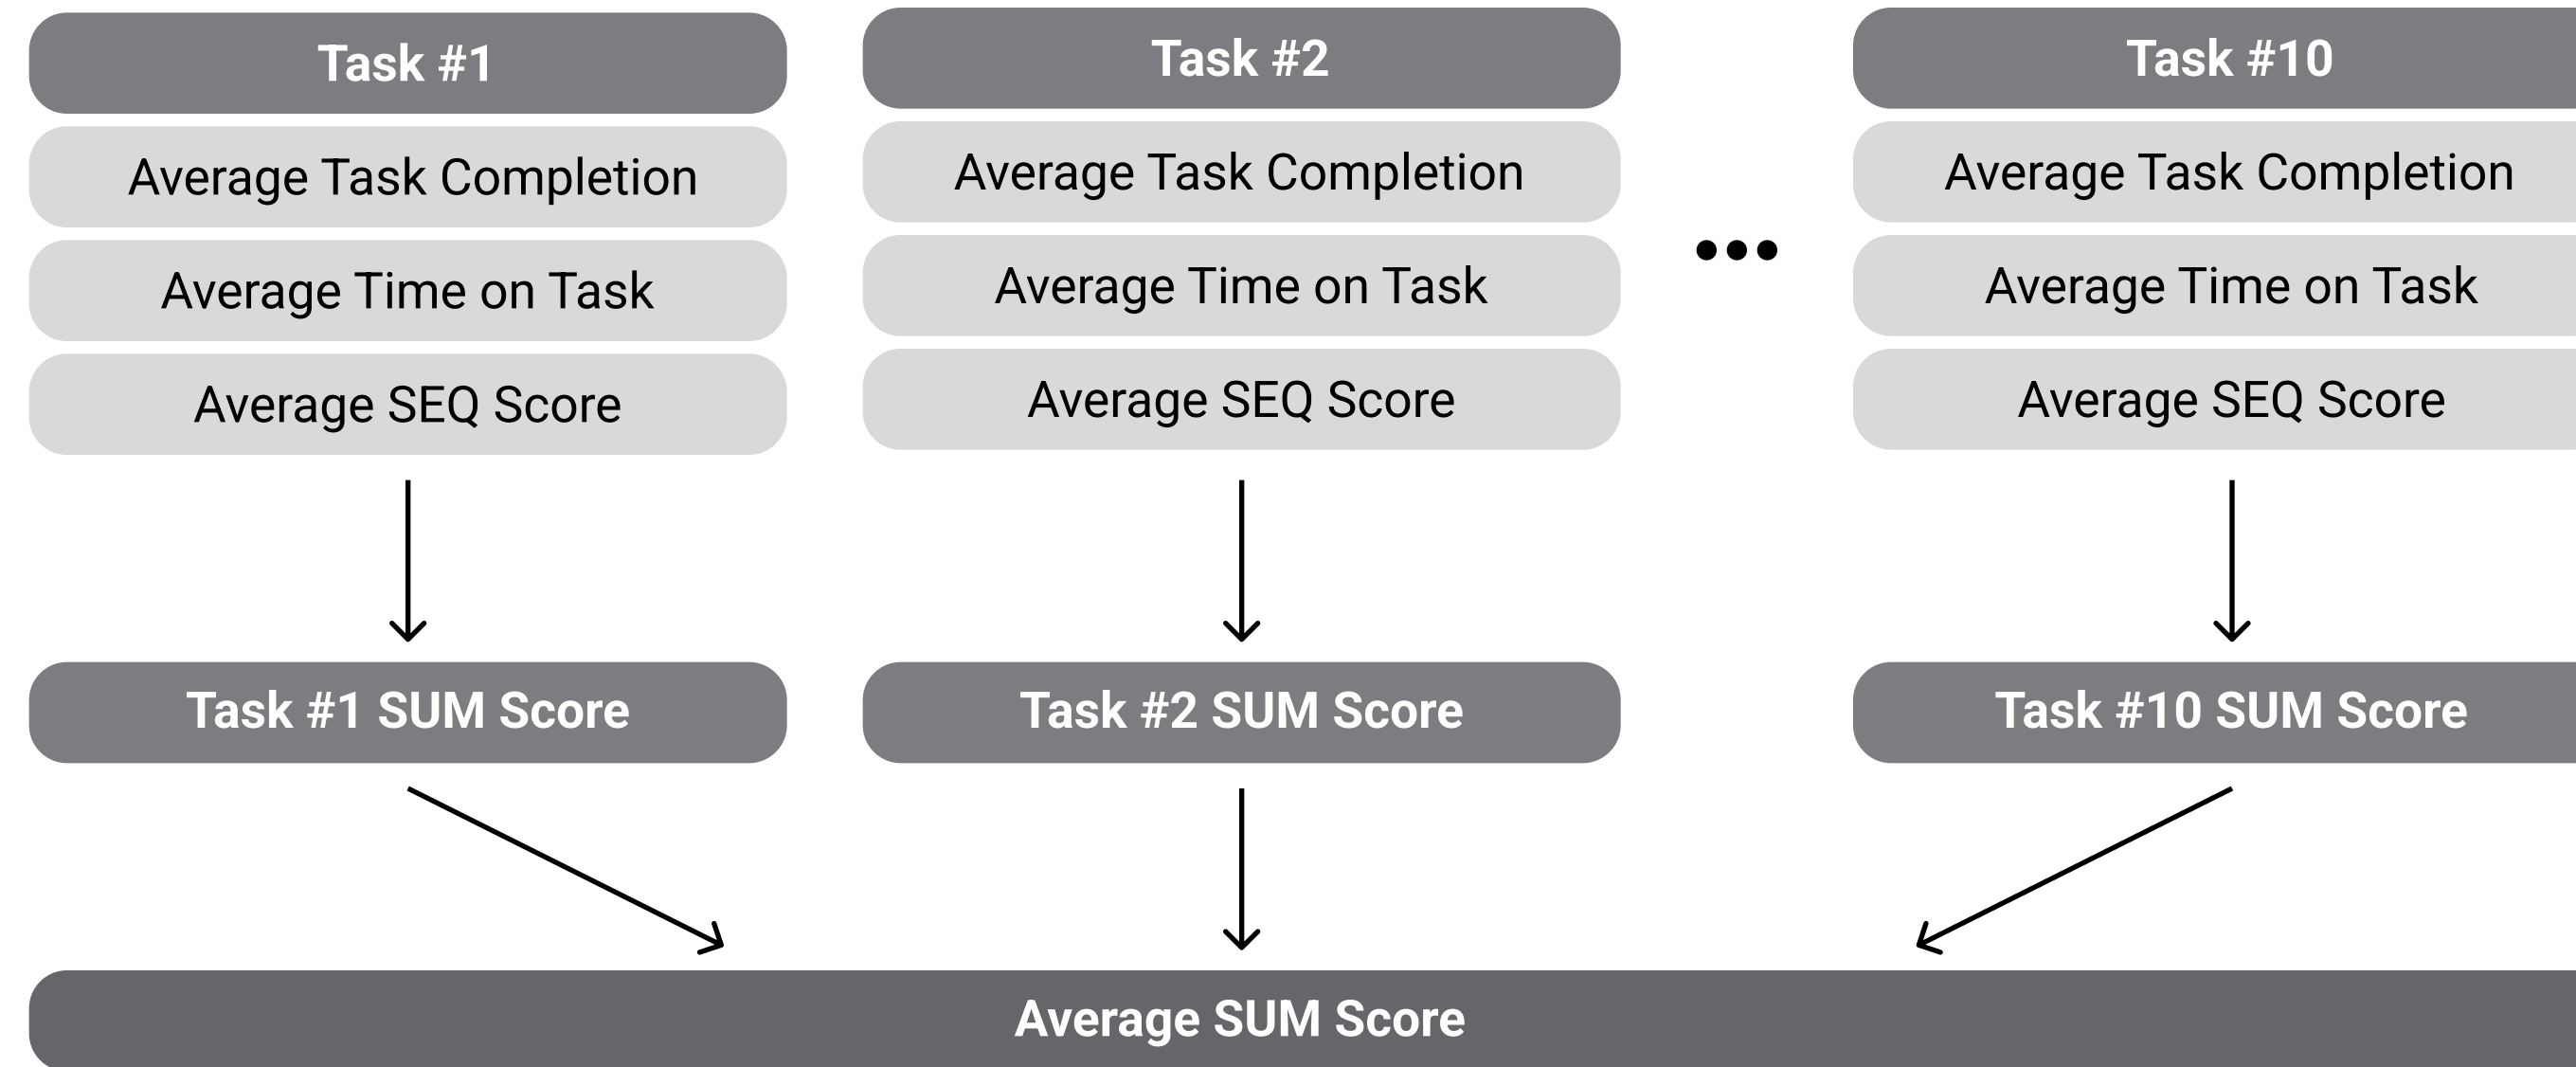 Task #1
Average Task Completion
Average Time on Task
Average SEQ Score
Task #2
Average Task Completion
Average Time on Task
Average SEQ Score
•••
Task #10
Average Task Completion
Average Time on Task
Average SEQ Score
Task #1 SUM Score
Task #2 SUM Score
Task #10 SUM Score
Average SUM Score